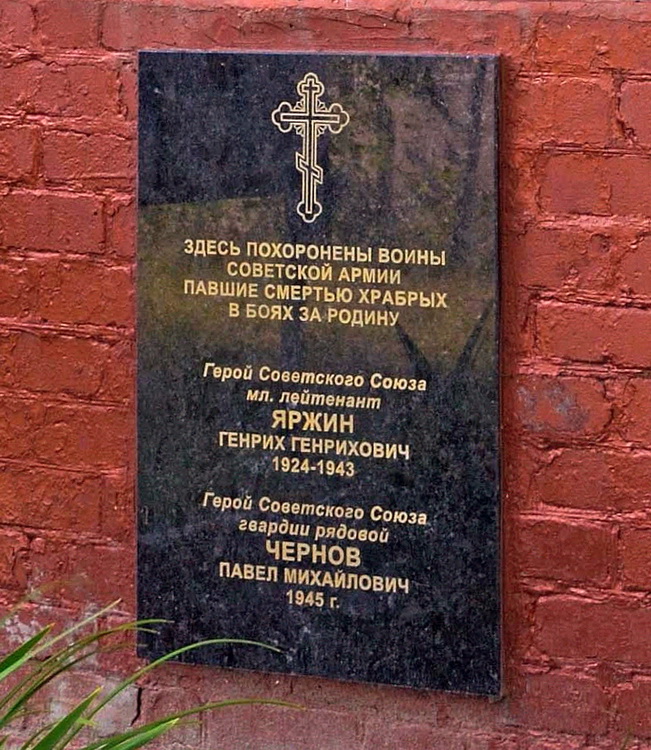 ЗДЕСЬ ПОХОРОНЕНЫ ВОИНЫ
СОВЕТСКОЙ АРМИИ
ПАВШИЕ СМЕРТЬЮ ХРАБРЫХ
В БОЯХ ЗА РОДИНУ
Герой Советского Союза
мл. лейтенант
ЯРЖИН
ГЕНРИХ ГЕНРИХОВИЧ
1924-1943
Герой Советского Союза
гвардии рядовой
ЧЕРНОВ
ПАВЕЛ МИХАЙЛОВИЧ
1945 г.